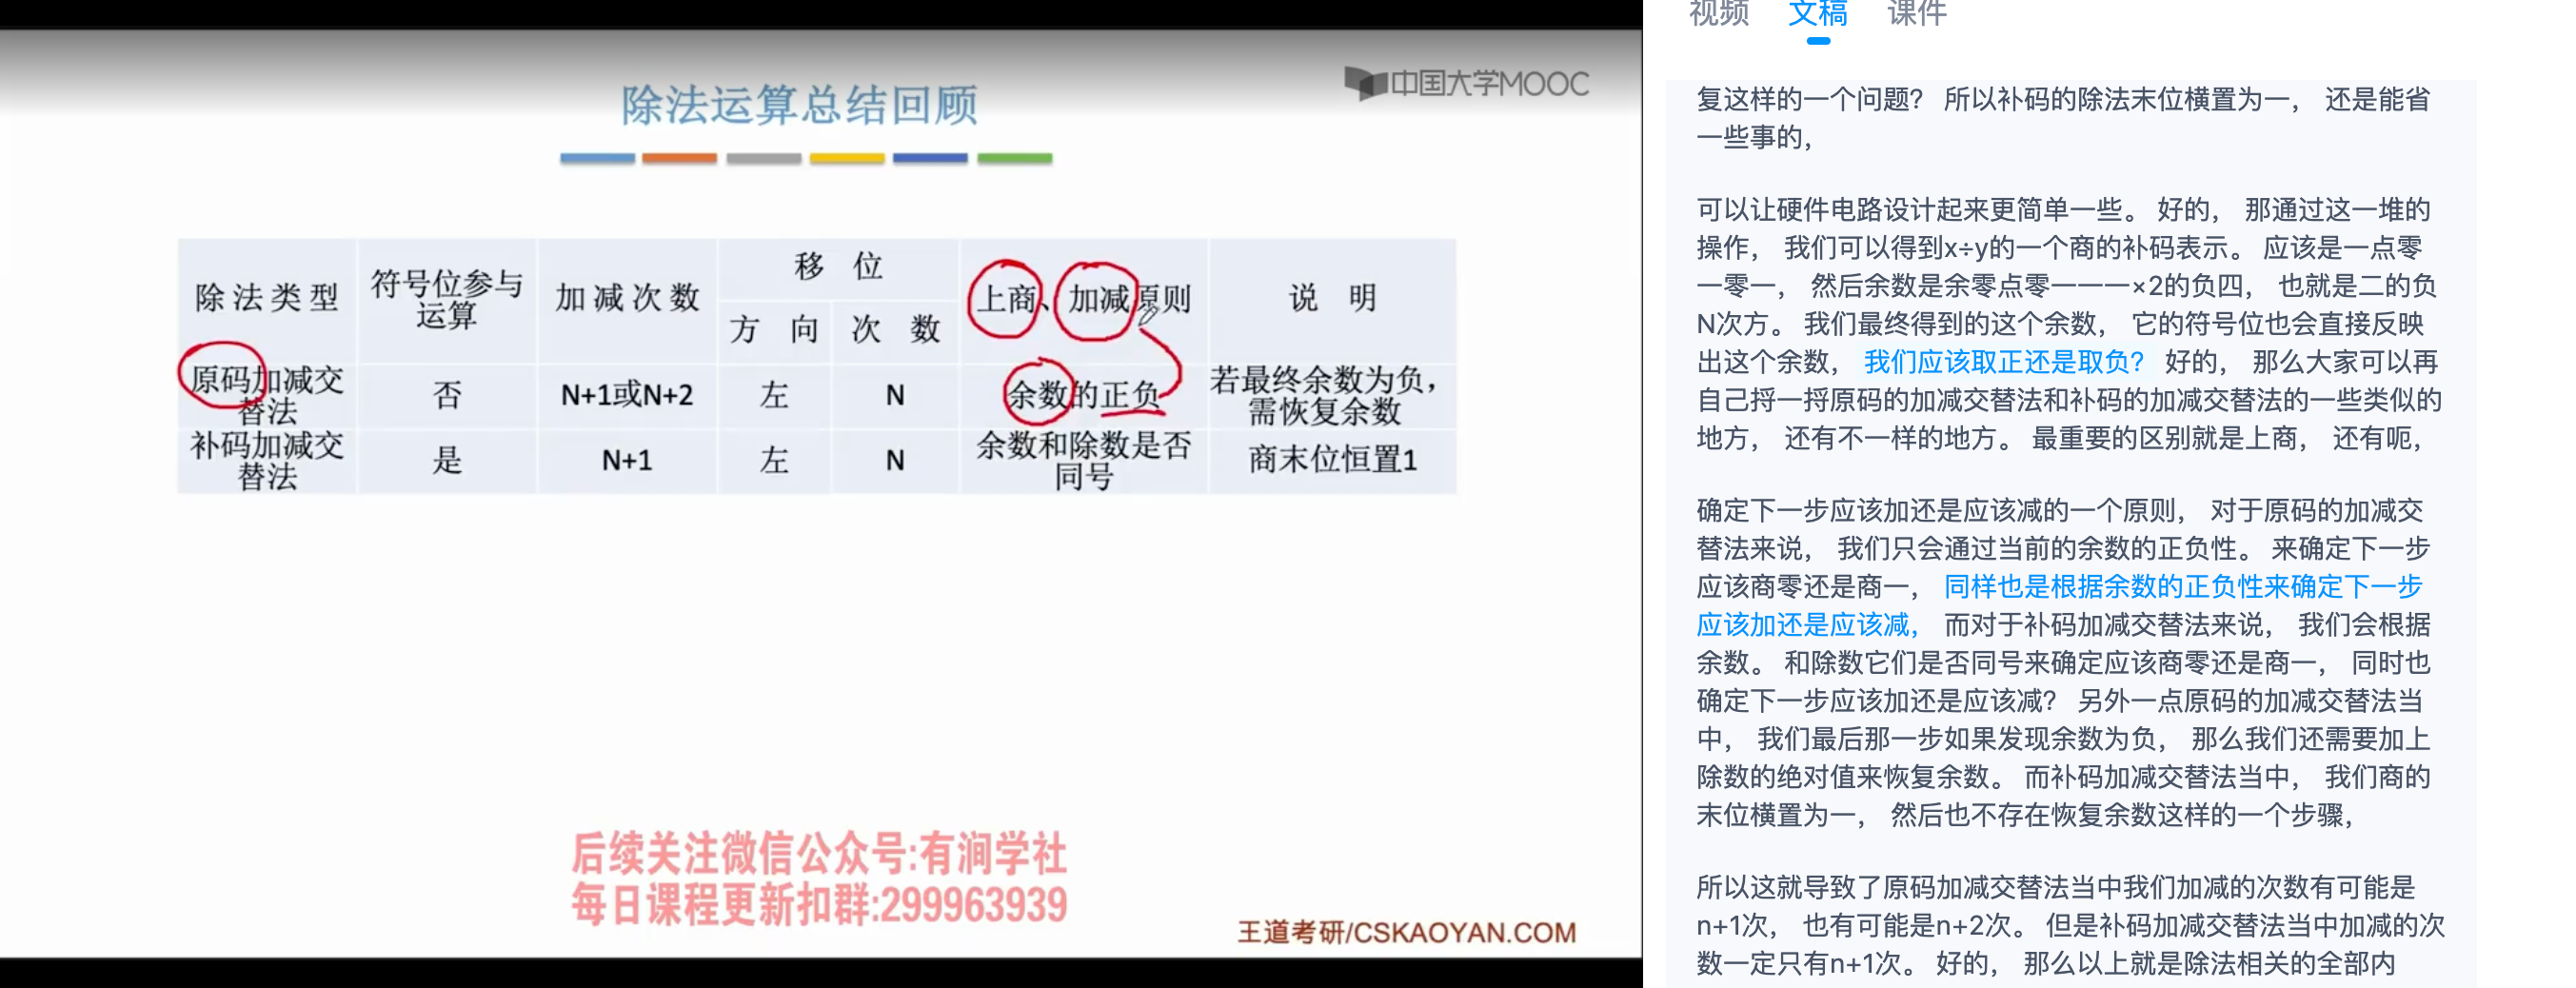 除法运算总结回顾
中国大学MOOC
除法类型
符号位参与
运算
加减次数
移 位
方 向
次 数
上商、加减原则
说 明
原码加减交
替法
否
N+1或N+2
左
N
余数的正负
若最终余数为负，
需恢复余数
补码加减交
替法
是
N+1
左
N
余数和除数是否
同号
商末位恒置1
后续关注微信公众号:有涧学社
每日课程更新扣群:299963939
王道考研/CSKAOYAN.COM
视频 文稿 课件
复这样的一个问题？ 所以补码的除法末位横置为一， 还是能省
一些事的，
可以让硬件电路设计起来更简单一些。 好的， 那通过这一堆的
操作， 我们可以得到x÷y的一个商的补码表示。 应该是一点零
一零一， 然后余数是余零点零一一一×2的负四， 也就是二的负
N次方。 我们最终得到的这个余数， 它的符号位也会直接反映
出这个余数， 我们应该取正还是取负？ 好的， 那么大家可以再
自己捋一捋原码的加减交替法和补码的加减交替法的一些类似的
地方， 还有不一样的地方。 最重要的区别就是上商， 还有呃，
确定下一步应该加还是应该减的一个原则， 对于原码的加减交
替法来说， 我们只会通过当前的余数的正负性。 来确定下一步
应该商零还是商一， 同样也是根据余数的正负性来确定下一步
应该加还是应该减， 而对于补码加减交替法来说， 我们会根据
余数。 和除数它们是否同号来确定应该商零还是商一， 同时也
确定下一步应该加还是应该减？ 另外一点原码的加减交替法当
中， 我们最后那一步如果发现余数为负， 那么我们还需要加上
除数的绝对值来恢复余数。 而补码加减交替法当中， 我们商的
末位横置为一， 然后也不存在恢复余数这样的一个步骤，
所以这就导致了原码加减交替法当中我们加减的次数有可能是
n+1次， 也有可能是n+2次。 但是补码加减交替法当中加减的次
数一定只有n+1次。 好的， 那么以上就是除法相关的全部内